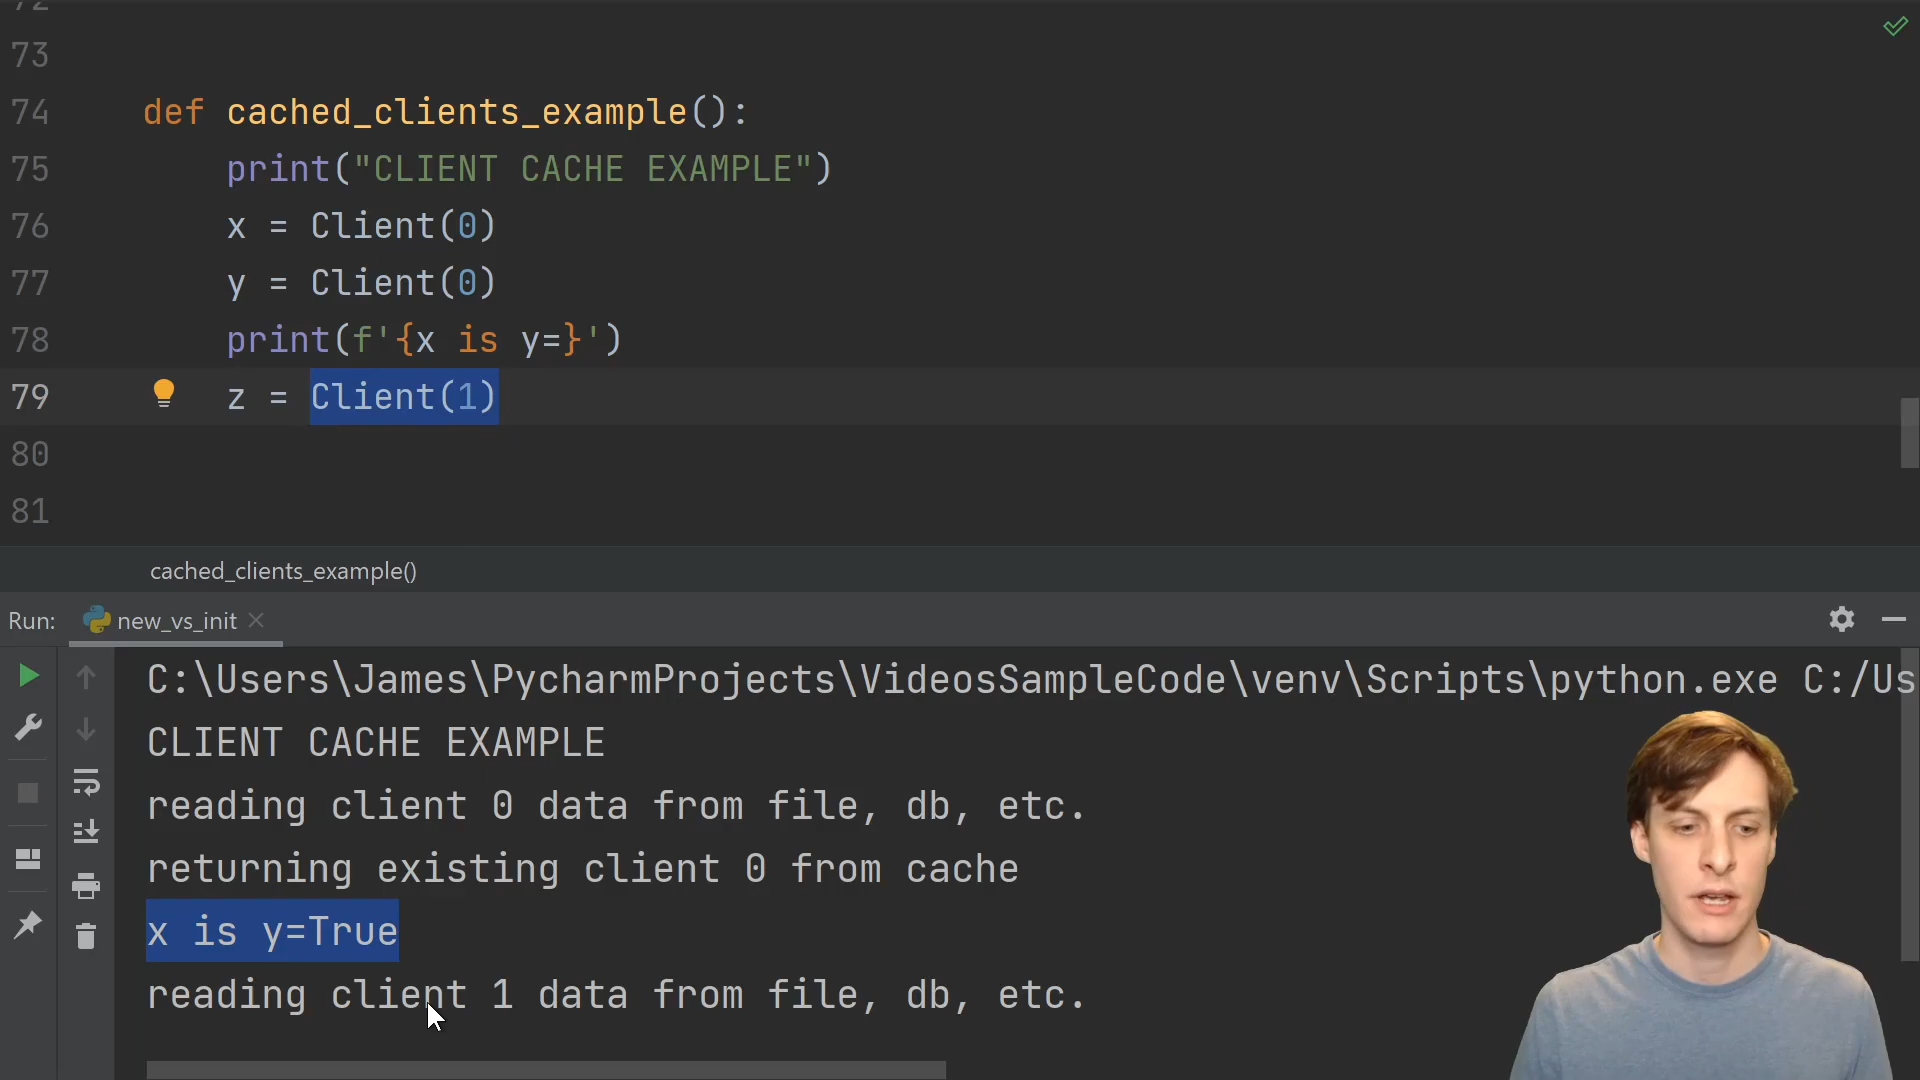 73
74 def cached_clients_example():
75 print("CLIENT CACHE EXAMPLE")
76 x = Client(0)
77 y = Client(0)
78 print(f'{x is y=}')
79 z = Client(1)
80
81
cached_clients_example()
Run: new_vs_init
C:\Users\James\PycharmProjects\VideosSampleCode\venv\Scripts\python.exe C:/Us
CLIENT CACHE EXAMPLE
reading client 0 data from file, db, etc.
returning existing client 0 from cache
x is y=True
reading client 1 data from file, db, etc.